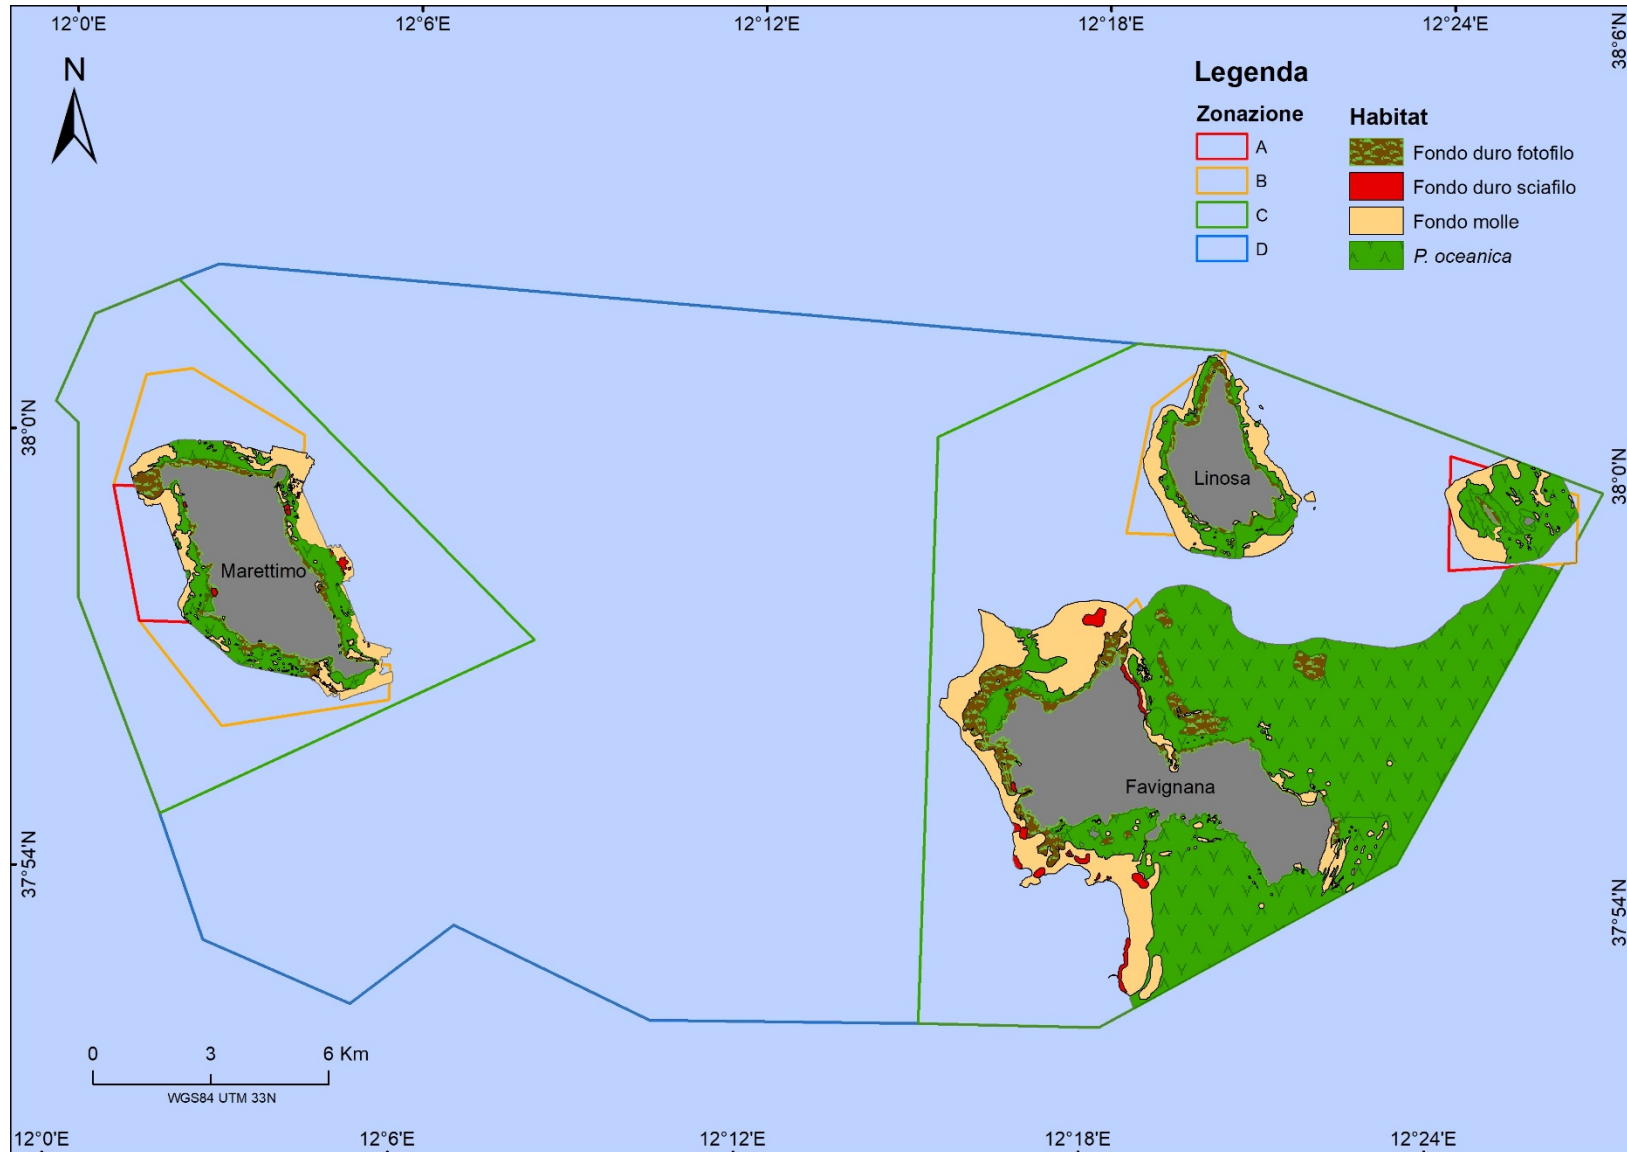 12°0'E 12°6'E 12°12'E 12°18'E 12°24'E
38°6'N
N
Legenda
Zonazione
A
B
C
D
Habitat
Fondo duro fotofilo
Fondo duro sciafilo
Fondo molle
P. oceanica
38°0'N
38°0'N
Linosa
Marettimo
Favignana
37°54'N
37°54'N
0 3 6 Km
WGS84 UTM 33N
12°0'E 12°6'E 12°12'E 12°18'E 12°24'E